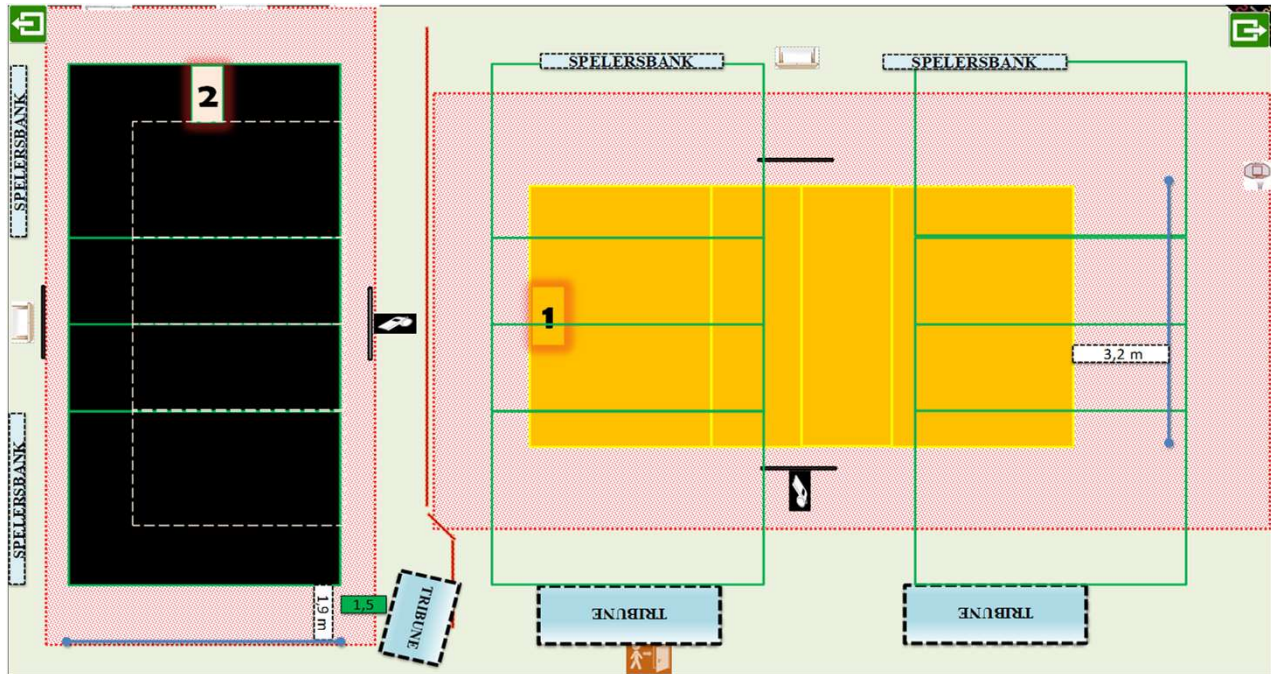 SPELERSBANK
SPELERSBANK
SPELERSBANK
2
1
3,2 m
SPELERSBANK
1,9 m
1,5
TRIBUNE
TRIBUNE
TRIBUNE